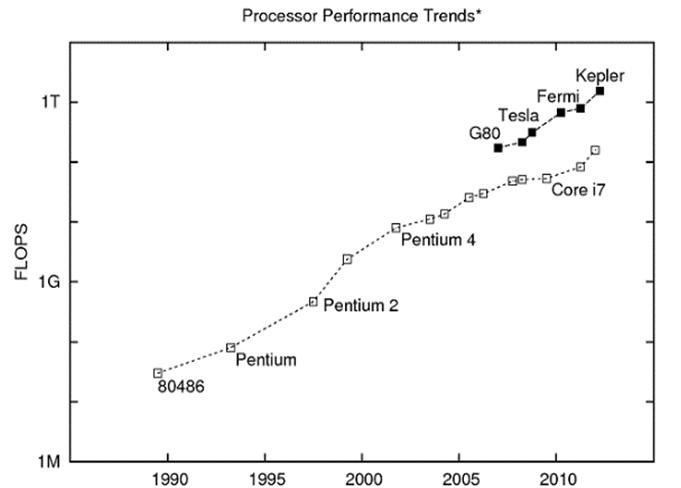 Processor Performance Trends*
Kepler
1T
Fermi
Tesla
G80
Core i7
Pentium 4
FLOPS
1G
Pentium 2
Pentium
80486
1M
1990 1995 2000 2005 2010